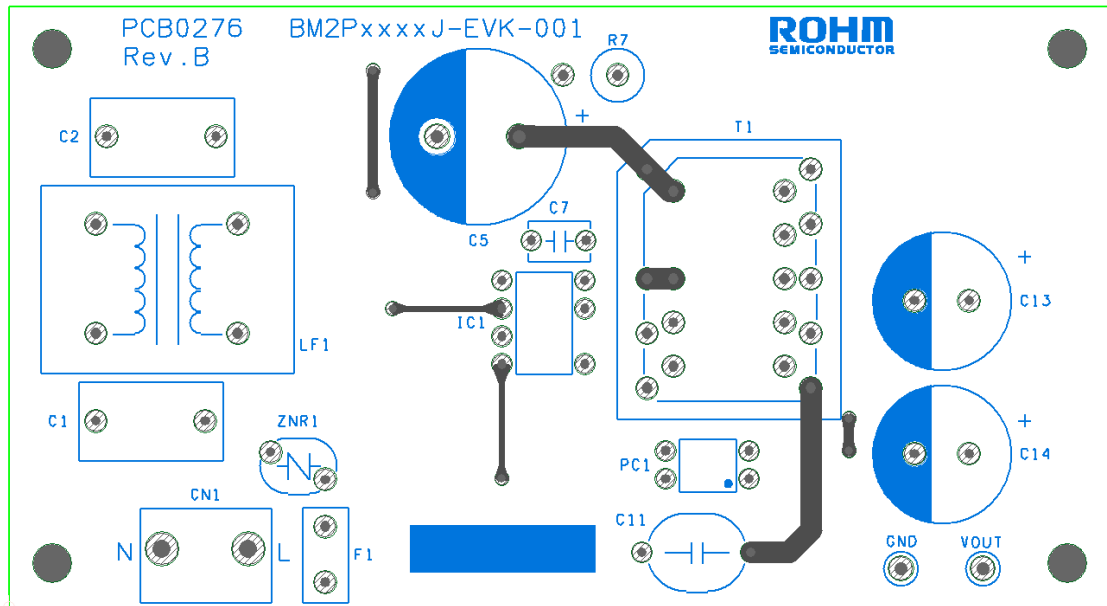 PCB0276 BM2PxxxxJ-EVK-001
Rev.B
ROHM
SEMICONDUCTOR
R7
C2
T1
C7
C5
C13
IC1
LF1
C1
ZNR1
PC1
C14
CN1
C11
N
L
F1
GND
VOUT